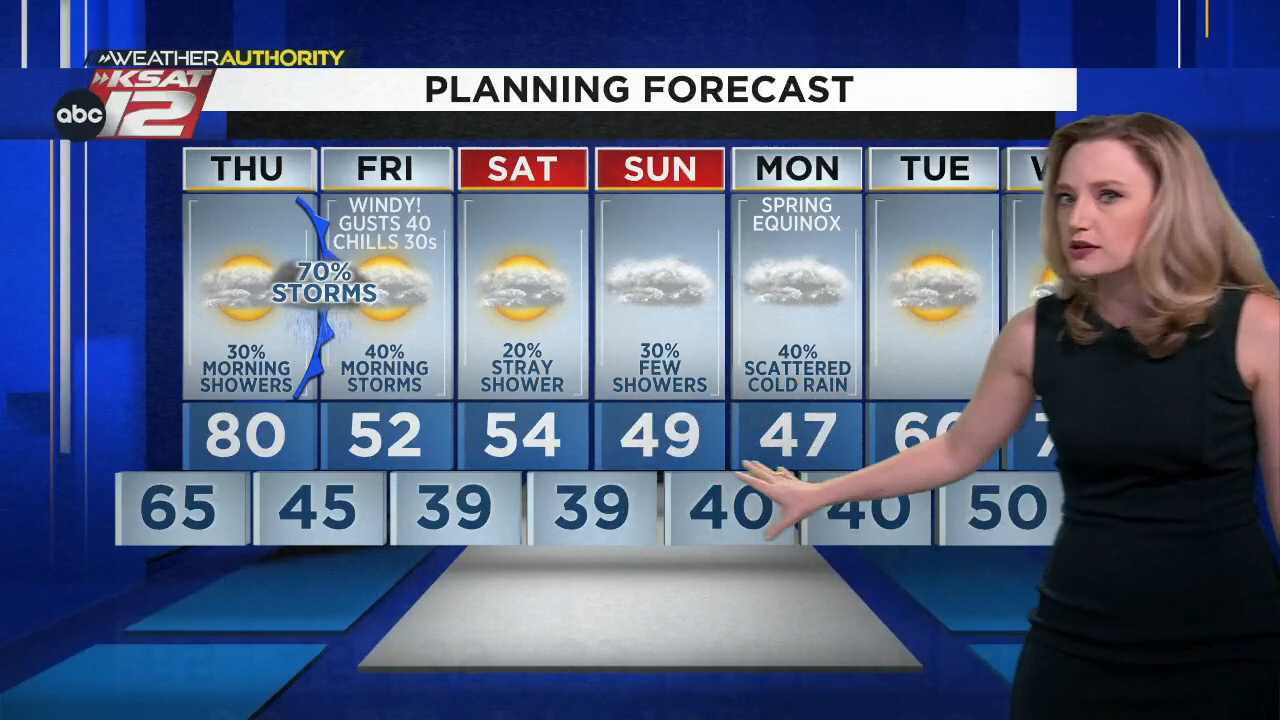 WEATHERAUTHORITY
KSAT
abc 12
PLANNING FORECAST
THU FRI SAT SUN MON TUE
WINDY!
GUSTS 40
CHILLS 30s
SPRING
EQUINOX
70%
STORMS
30%
MORNING
SHOWERS
40%
MORNING
STORMS
20%
STRAY
SHOWER
30%
FEW
SHOWERS
40%
SCATTERED
COLD RAIN
80 52 54 49 47
65 45 39 39 40 40 50